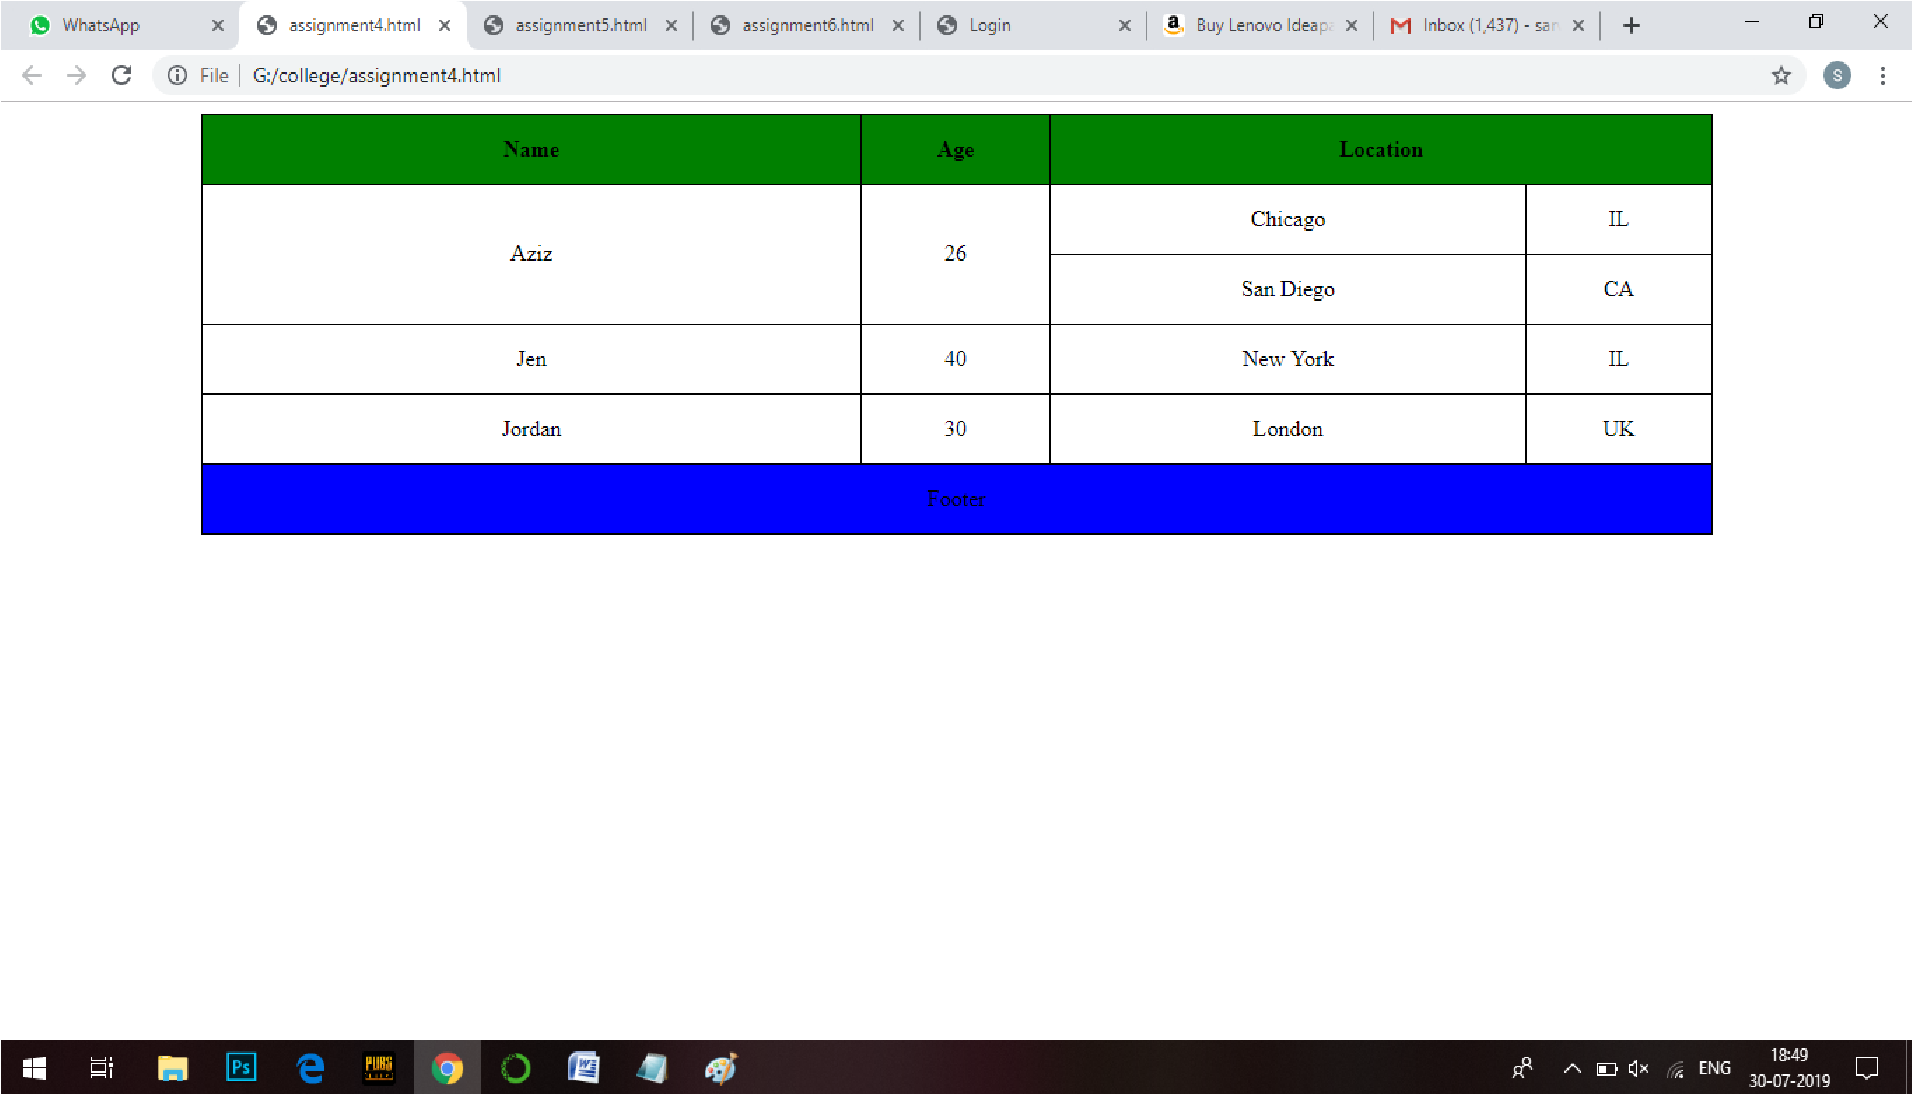 WhatsApp assignment4.html assignment5.html assignment6.html Login Buy Lenovo Ideapa Inbox (1,437) - san
File G:/college/assignment4.html S
Name Age Location
Aziz 26 Chicago IL
San Diego CA
Jen 40 New York IL
Jordan 30 London UK
Footer
Ps PUBG W ENG 18:49
30-07-2019